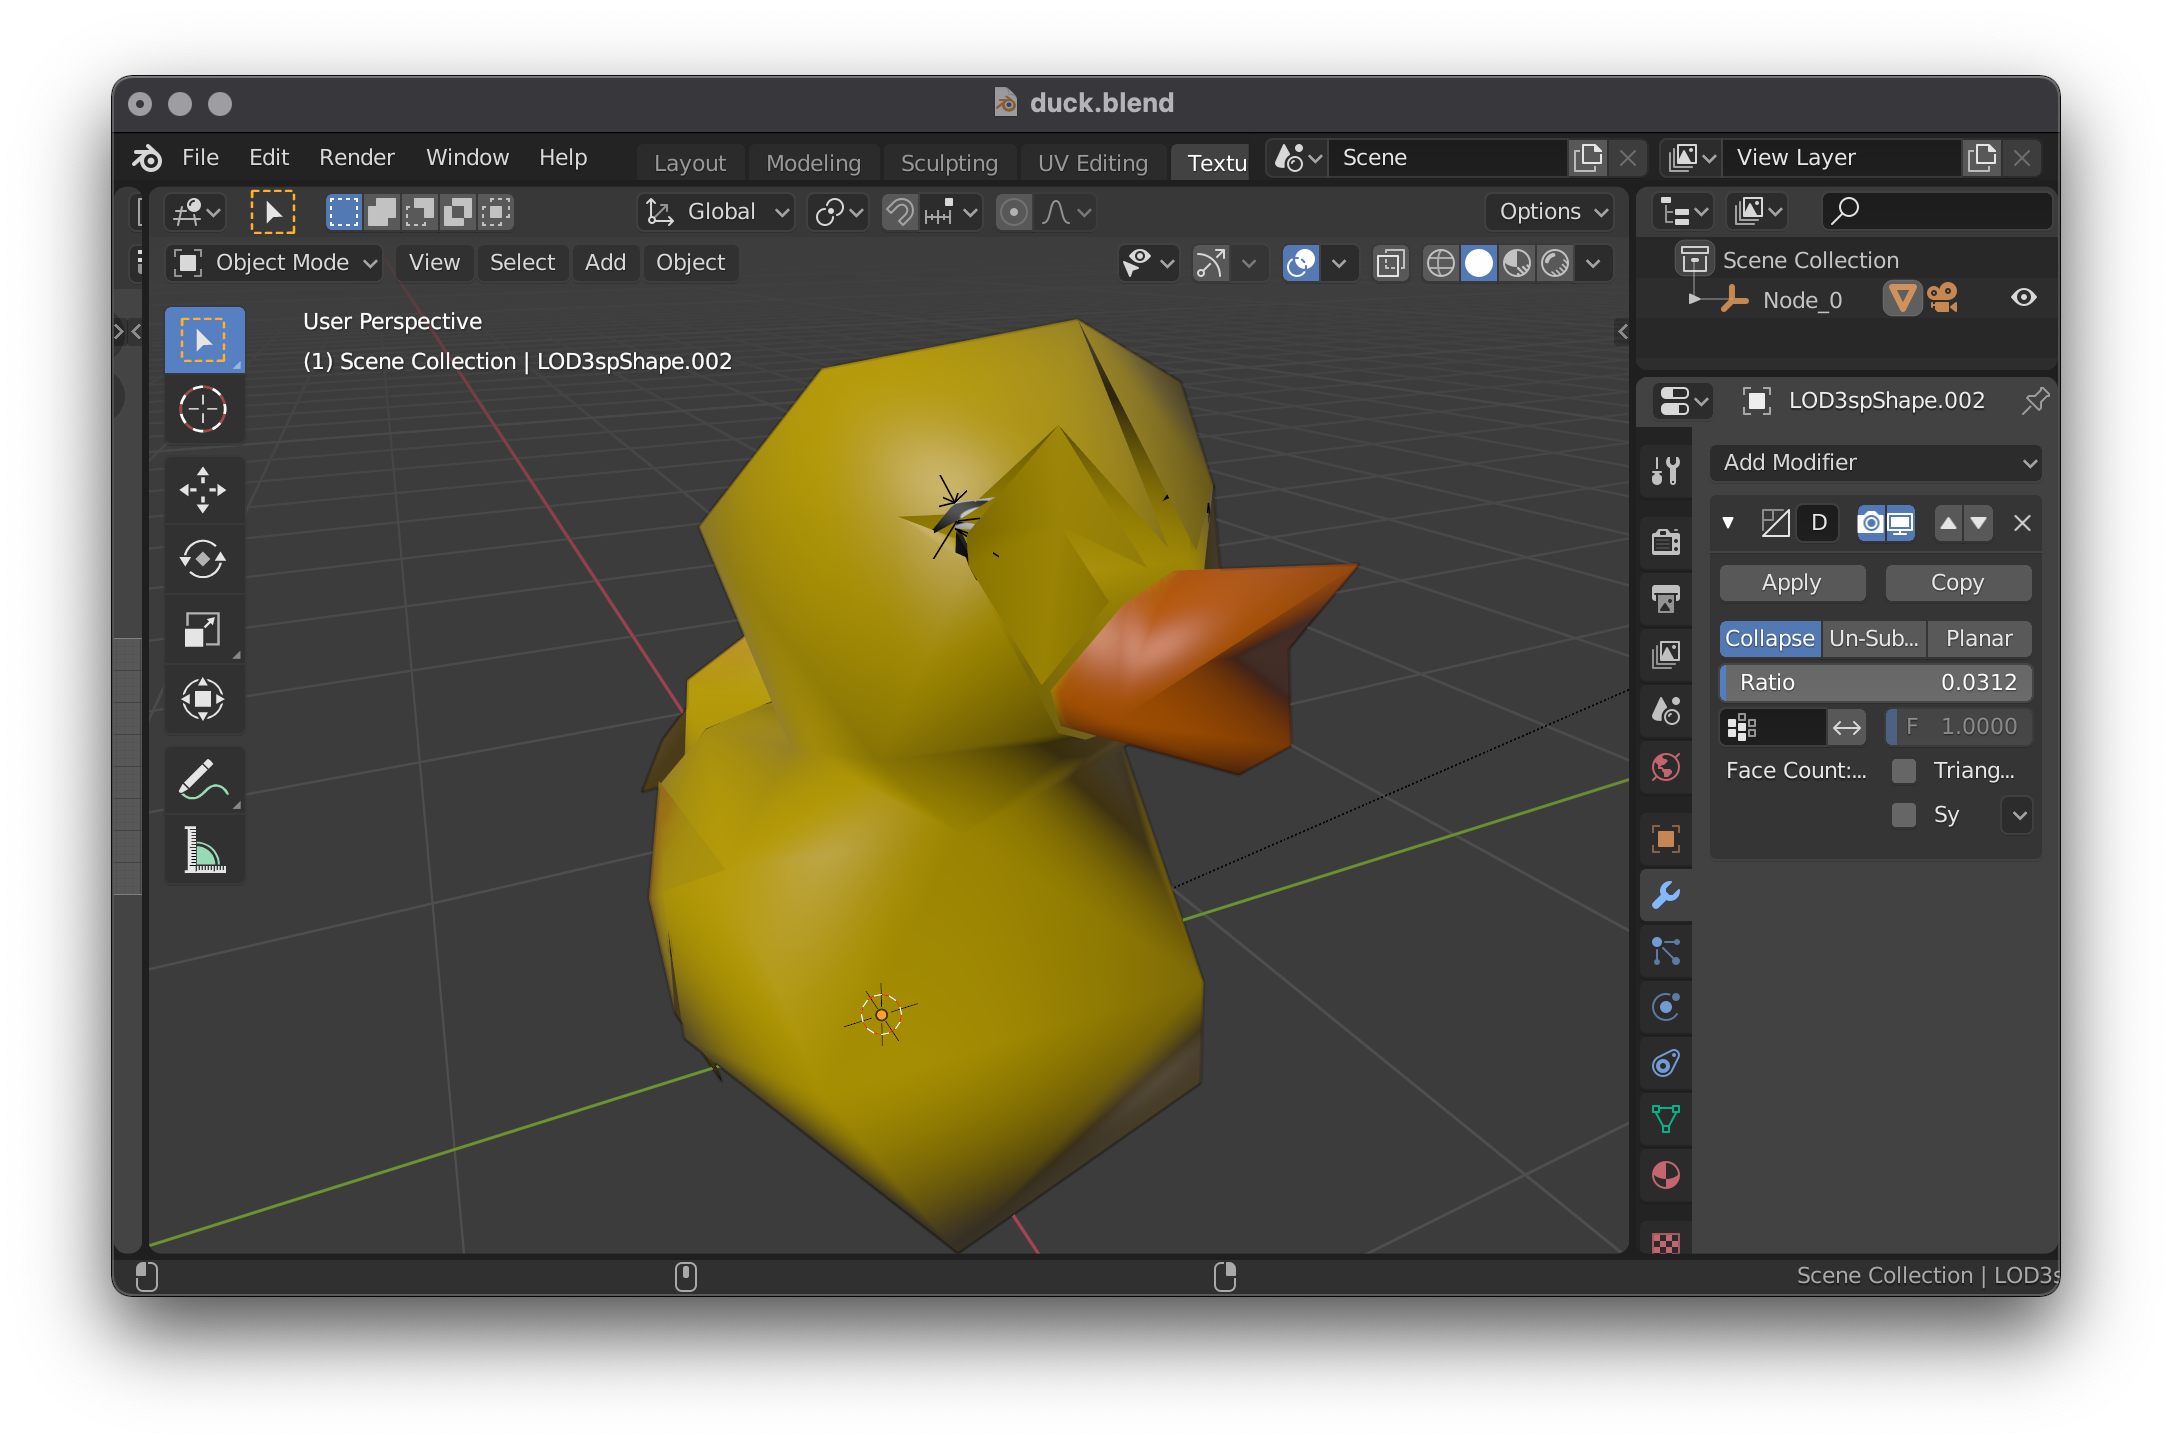 duck.blend
File Edit Render Window Help Layout Modeling Sculpting UV Editing Textu Scene View Layer
Global Options
Object Mode View Select Add Object
User Perspective
(1) Scene Collection | LOD3spShape.002
Scene Collection
Node_0
LOD3spShape.002
Add Modifier
D
Apply Copy
Collapse Un-Sub... Planar
Ratio 0.0312
F 1.0000
Face Count:... Triang...
Sy
Scene Collection | LOD3s